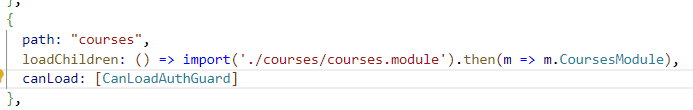 },
{
path: "courses",
loadChildren: () => import('./courses/courses.module').then(m => m.CoursesModule),
canLoad: [CanLoadAuthGuard]
},